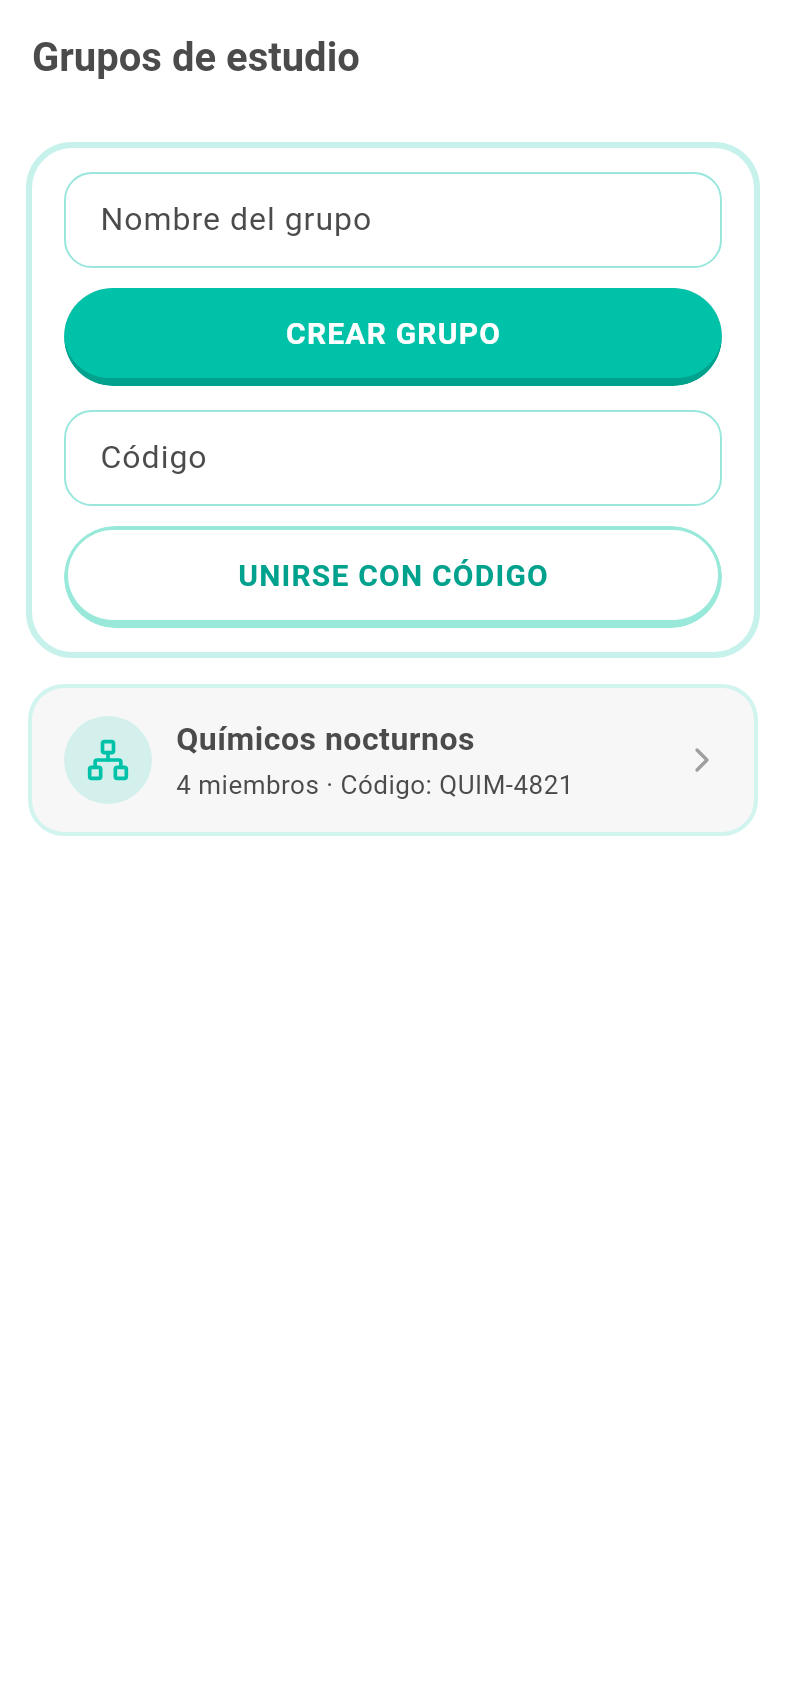 Grupos de estudio
Nombre del grupo
CREAR GRUPO
Código
UNIRSE CON CÓDIGO
Químicos nocturnos
4 miembros · Código: QUIM-4821